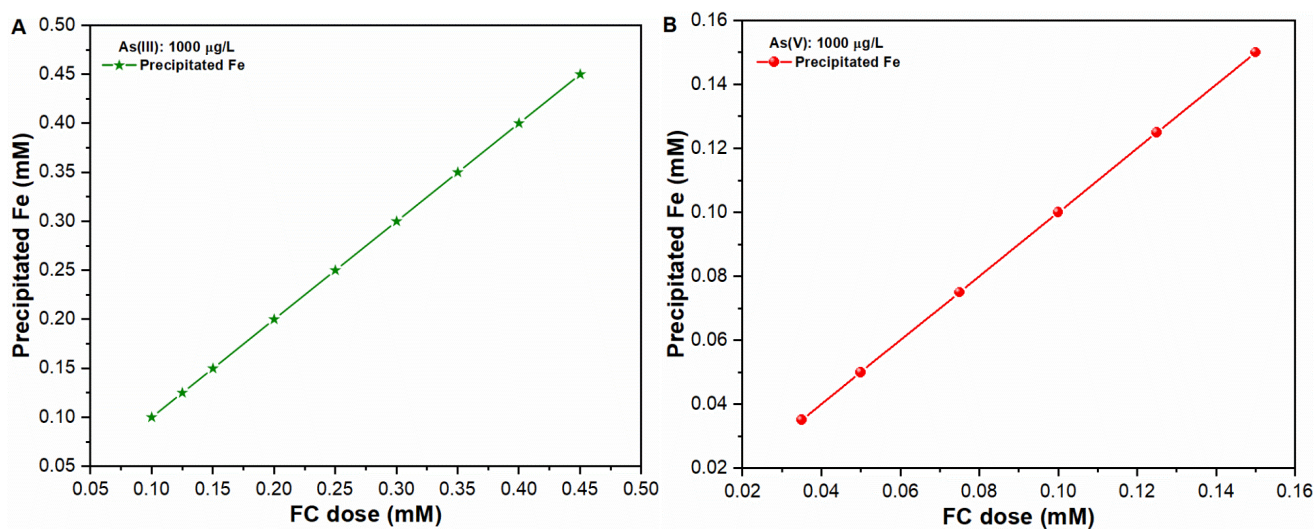 A
As(III): 1000 µg/L
Precipitated Fe
Precipitated Fe (mM)
0.50
0.45
0.40
0.35
0.30
0.25
0.20
0.15
0.10
0.05
0.05 0.10 0.15 0.20 0.25 0.30 0.35 0.40 0.45 0.50
FC dose (mM)
B
As(V): 1000 µg/L
Precipitated Fe
Precipitated Fe (mM)
0.16
0.14
0.12
0.10
0.08
0.06
0.04
0.02
0.02 0.04 0.06 0.08 0.10 0.12 0.14 0.16
FC dose (mM)